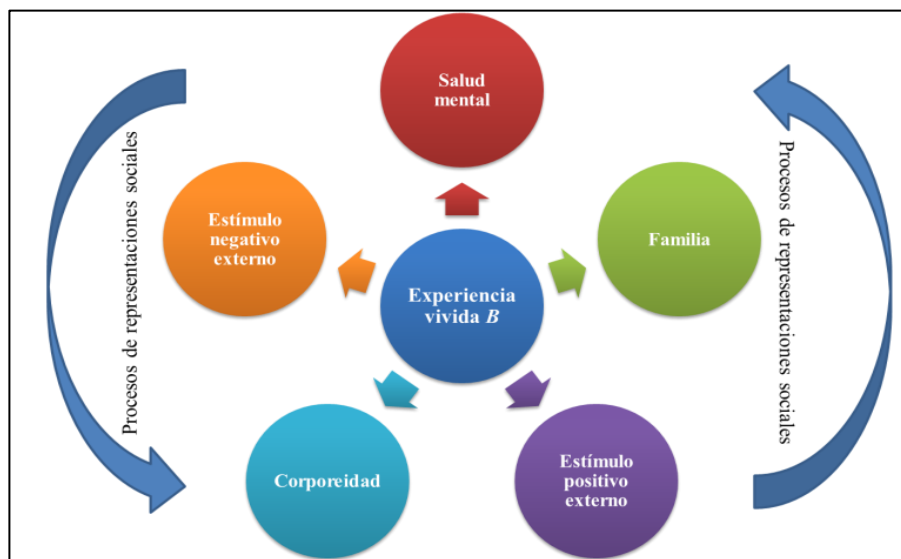 Salud
mental
Procesos de representaciones sociales
Estímulo
negativo
externo
Familia
Experiencia
vivida B
Procesos de representaciones sociales
Corporeidad
Estímulo
positivo
externo